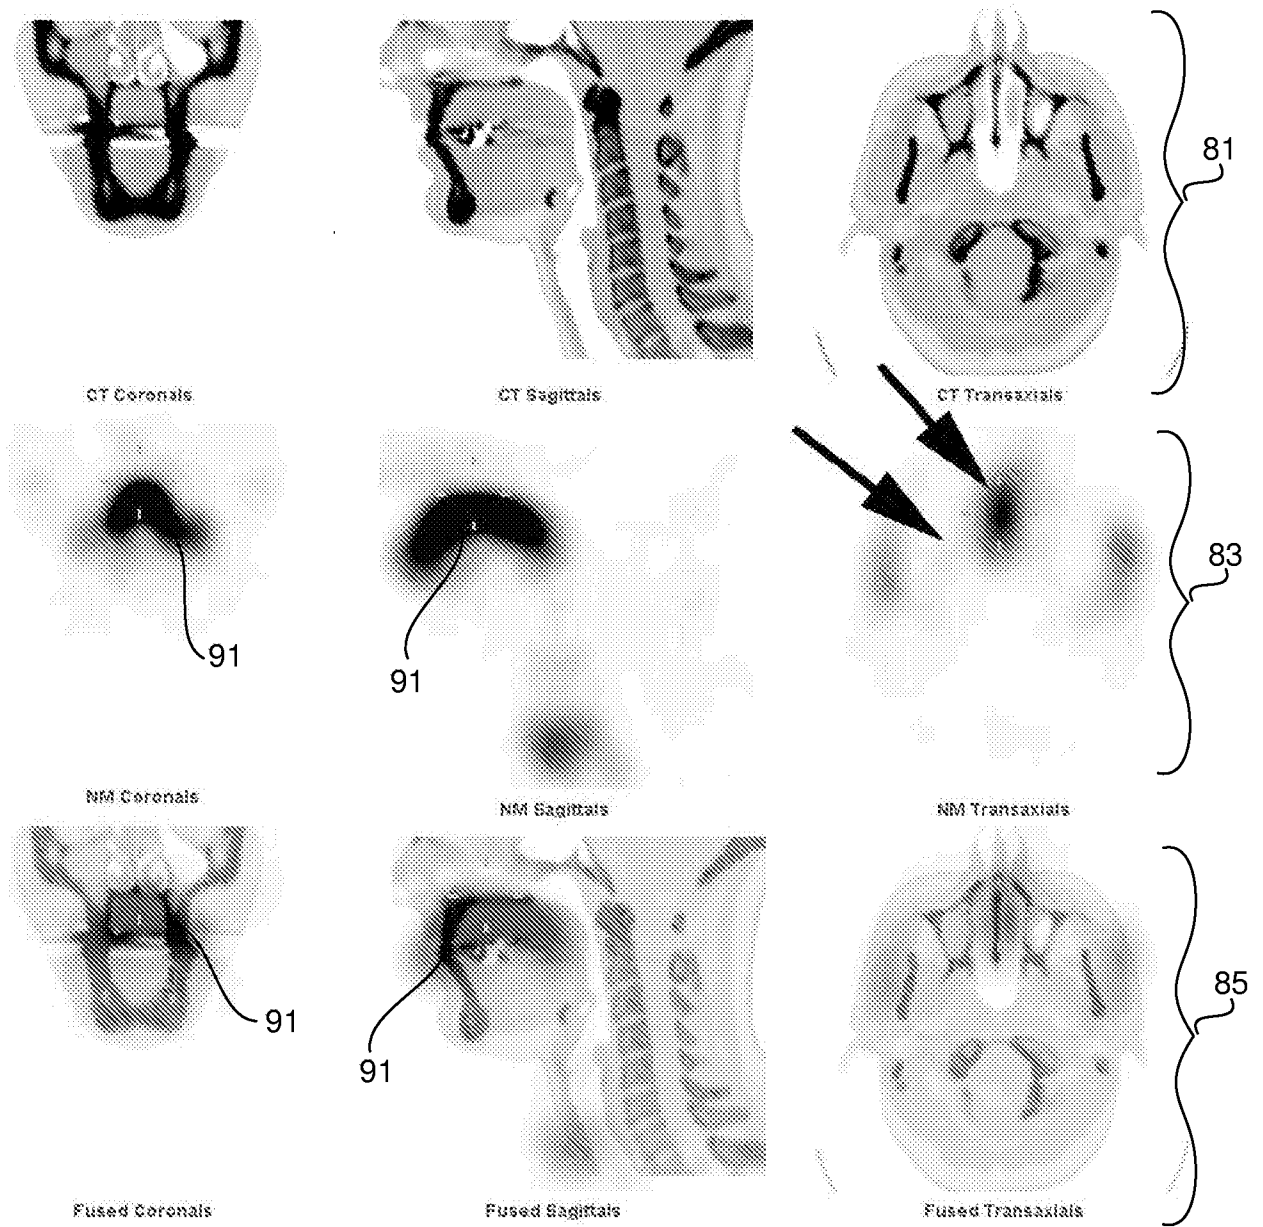 81
CT Coronals
CT Sagittals
CT Transaxials
83
91
91
NM Coronals
NM Sagittals
NM Transaxials
85
91
91
Fused Coronals
Fused Sagittals
Fused Transaxials